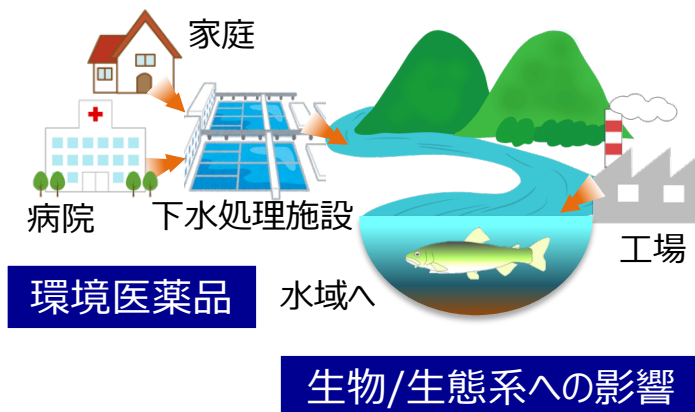 家庭
病院
下水処理施設
工場
環境医薬品
水域へ
生物/生態系への影響